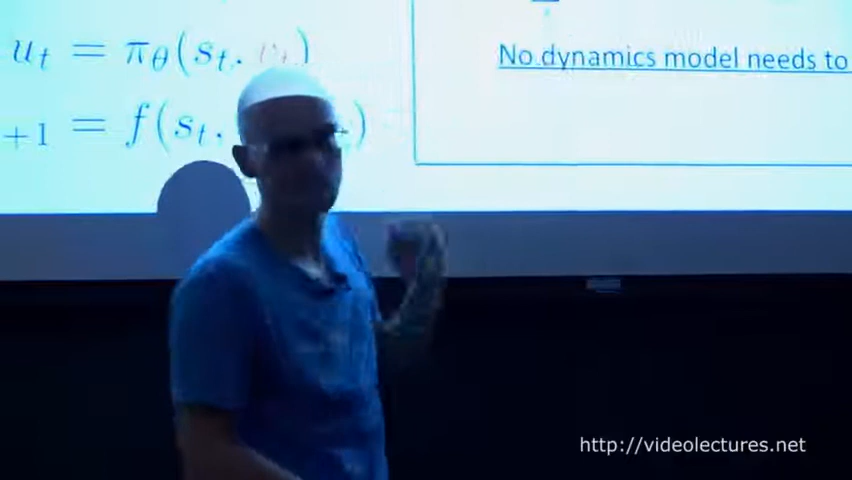 u_t = π_θ(s_t,
+1 = f(s_t,
No dynamics model needs to
http://videolectures.net